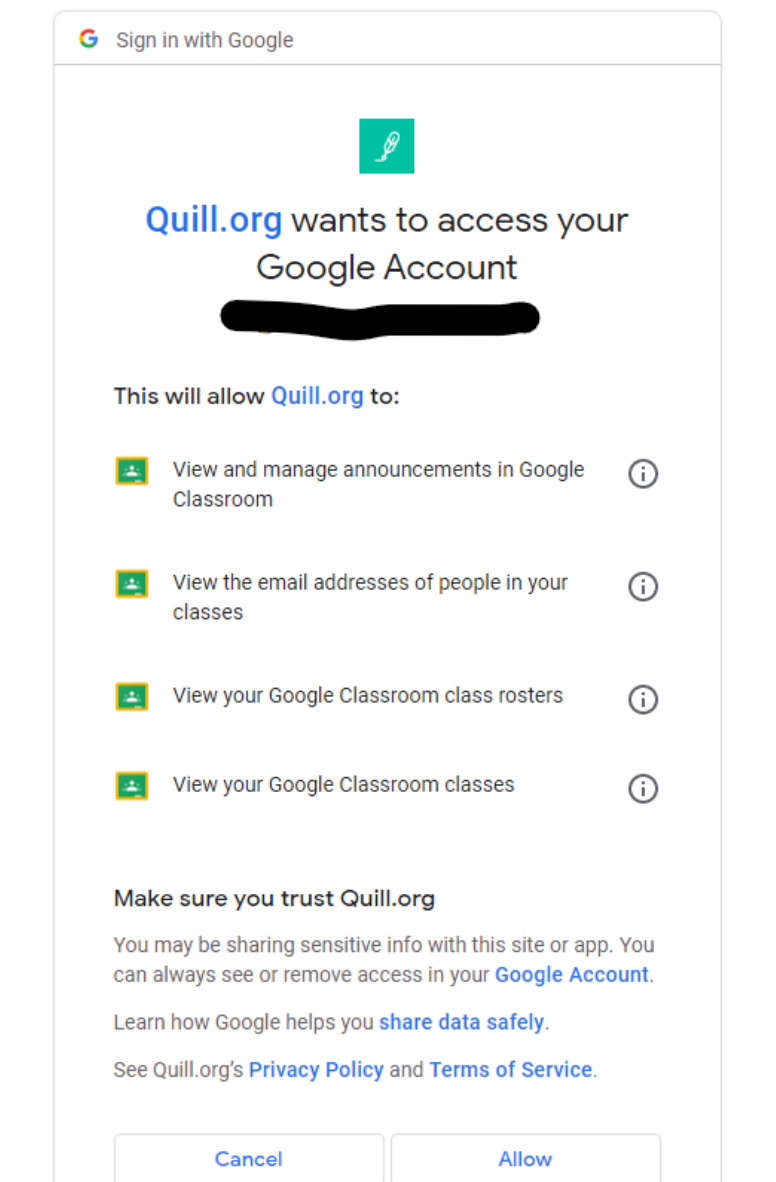 Sign in with Google
Quill.org wants to access your
Google Account
This will allow Quill.org to:
View and manage announcements in Google
Classroom
View the email addresses of people in your
classes
View your Google Classroom class rosters
View your Google Classroom classes
Make sure you trust Quill.org
You may be sharing sensitive info with this site or app. You
can always see or remove access in your Google Account.
Learn how Google helps you share data safely.
See Quill.org’s Privacy Policy and Terms of Service.
Cancel Allow